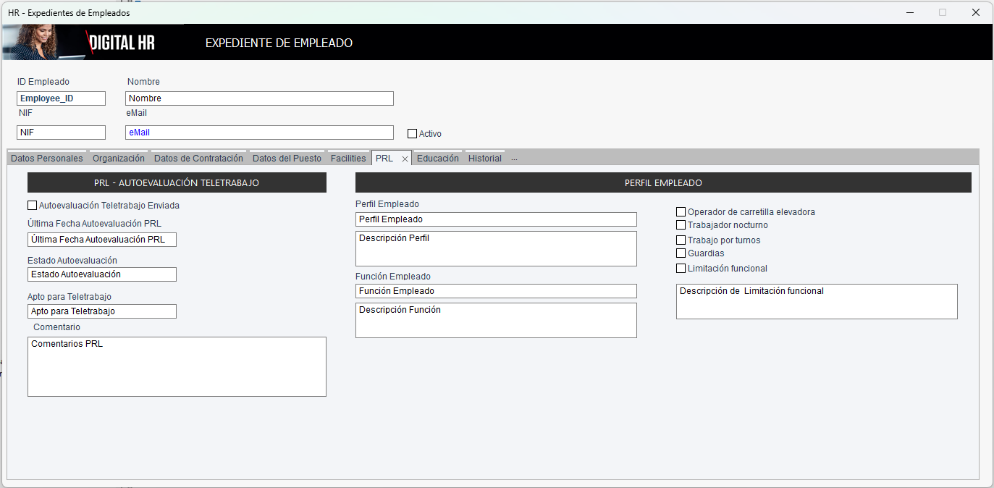 HR - Expedientes de Empleados
DIGITAL HR
EXPEDIENTE DE EMPLEADO
ID Empleado
Nombre
Employee_ID
Nombre
NIF
eMail
NIF
eMail
Activo
Datos Personales
Organización
Datos de Contratación
Datos del Puesto
Facilities
PRL
Educación
Historial
...
PRL - AUTOEVALUACIÓN TELETRABAJO
Autoevaluación Teletrabajo Enviada
Última Fecha Autoevaluación PRL
Última Fecha Autoevaluación PRL
Estado Autoevaluación
Estado Autoevaluación
Apto para Teletrabajo
Apto para Teletrabajo
Comentario
Comentarios PRL
PERFIL EMPLEADO
Perfil Empleado
Perfil Empleado
Descripción Perfil
Función Empleado
Función Empleado
Descripción Función
Operador de carretilla elevadora
Trabajador nocturno
Trabajo por turnos
Guardias
Limitación funcional
Descripción de Limitación funcional